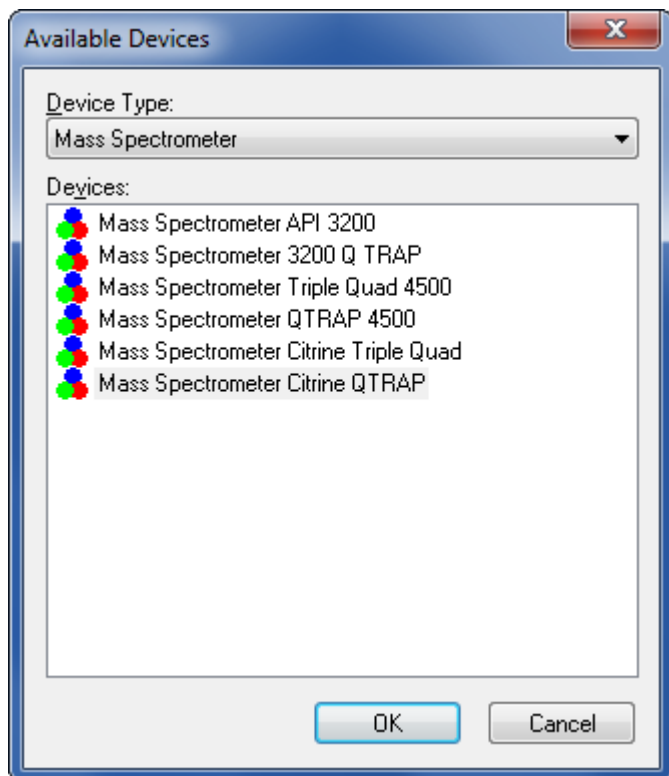 Available Devices
Device Type:
Mass Spectrometer
Devices:
Mass Spectrometer API 3200
Mass Spectrometer 3200 Q TRAP
Mass Spectrometer Triple Quad 4500
Mass Spectrometer QTRAP 4500
Mass Spectrometer Citrine Triple Quad
Mass Spectrometer Citrine QTRAP
OK Cancel